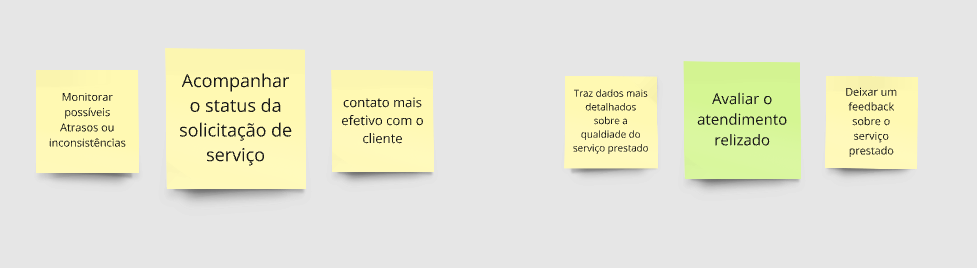 Monitorar
possíveis
Atrasos ou
inconsistências
Acompanhar
o status da
solicitação de
serviço
contato mais
efetivo com o
cliente
Traz dados mais
detalhados
sobre a
qualdiade do
serviço prestado
Avaliar o
atendimento
relizado
Deixar um
feedback
sobre o
serviço
prestado